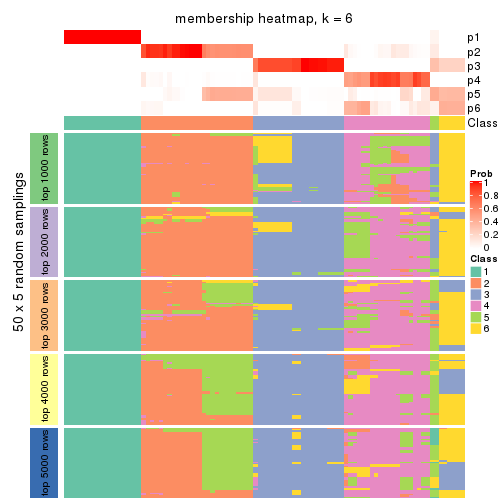 membership heatmap, k = 6
p1
p2
p3
p4
p5
p6
Class
50 x 5 random samplings
top 1000 rows
top 2000 rows
top 3000 rows
top 4000 rows
top 5000 rows
Prob
1
0.8
0.6
0.4
0.2
0
Class
1
2
3
4
5
6